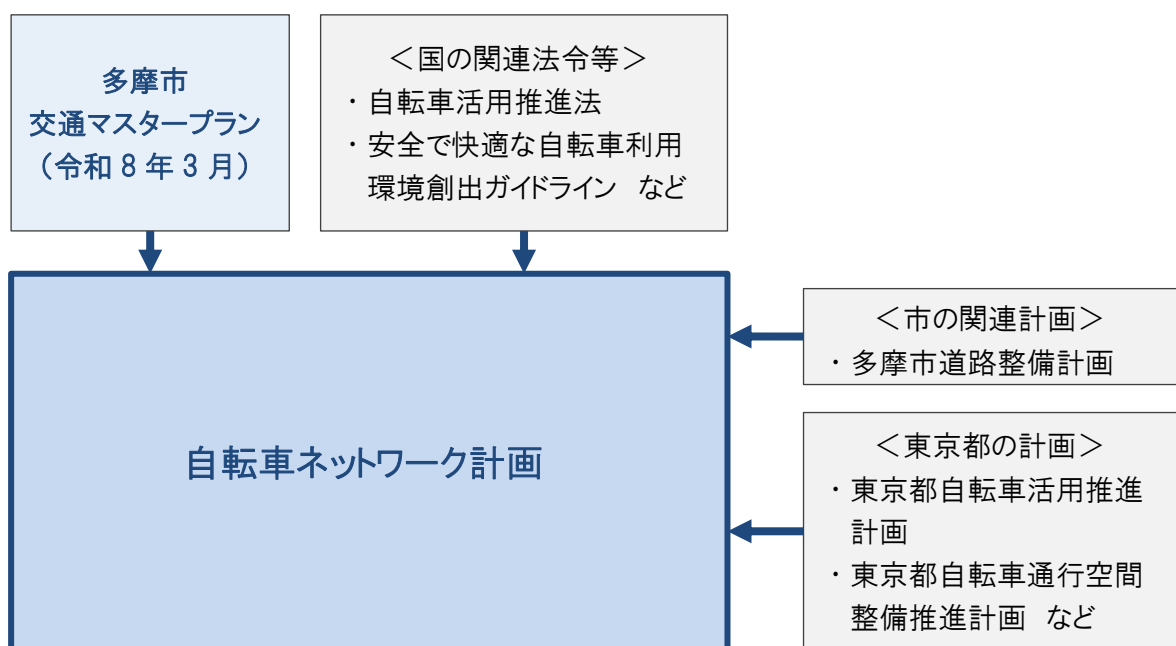 多摩市
交通マスタープラン
（令和 8 年 3 月）
＜国の関連法令等＞
・自転車活用推進法
・安全で快適な自転車利用
環境創出ガイドライン　など
自転車ネットワーク計画
＜市の関連計画＞
・多摩市道路整備計画
＜東京都の計画＞
・東京都自転車活用推進
計画
・東京都自転車通行空間
整備推進計画　など